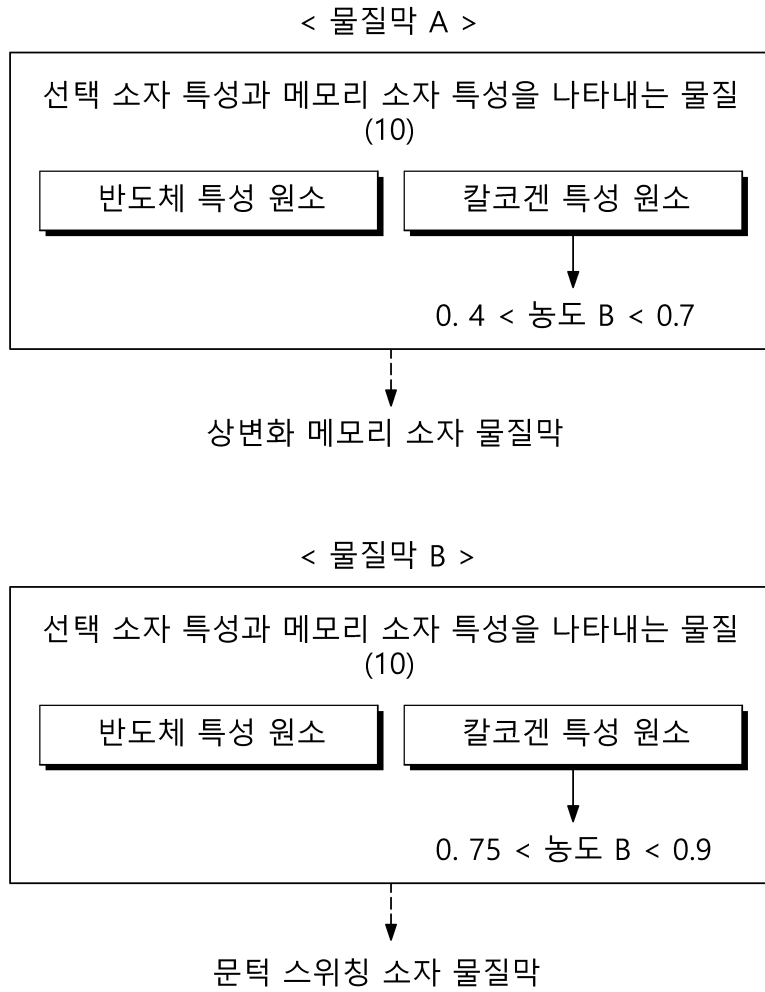 < 물질막 A >
선택 소자 특성과 메모리 소자 특성을 나타내는 물질
(10)
반도체 특성 원소
칼코겐 특성 원소
0. 4 < 농도 B < 0.7
상변화 메모리 소자 물질막
< 물질막 B >
선택 소자 특성과 메모리 소자 특성을 나타내는 물질
(10)
반도체 특성 원소
칼코겐 특성 원소
0. 75 < 농도 B < 0.9
문턱 스위칭 소자 물질막